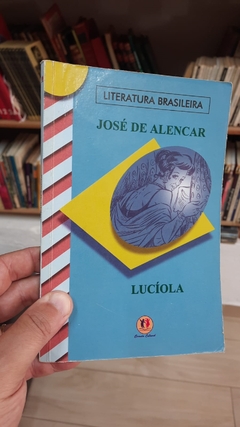 LITERATURA BRASILEIRA
JOSÉ DE ALENCAR
LUCÍOLA